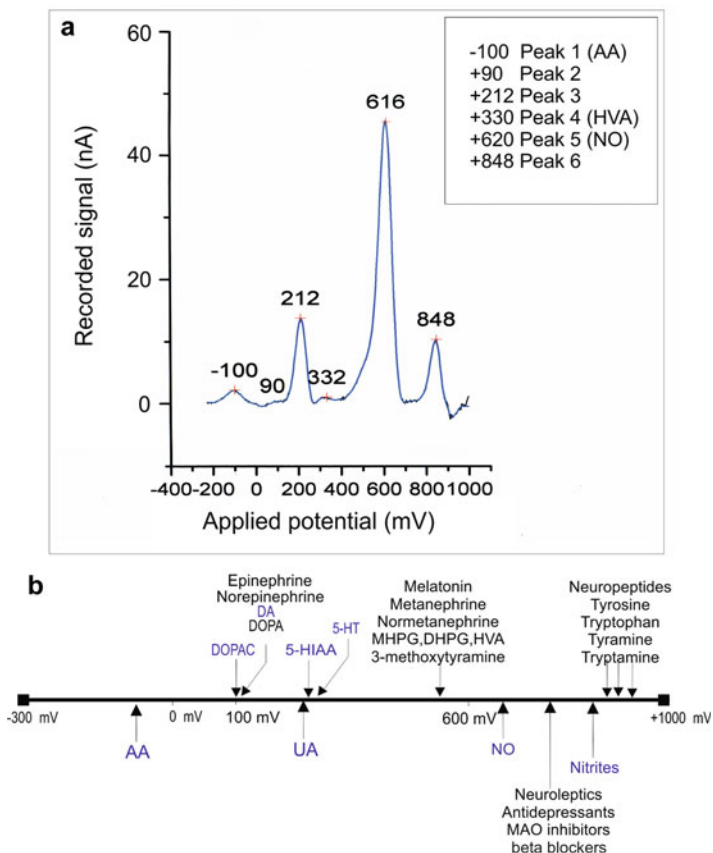 a
Recorded signal (nA)
60
40
20
0
-100
90
212
332
616
848
-400-200 0 200 400 600 800 1000
Applied potential (mV)
-100 Peak 1 (AA)
+90 Peak 2
+212 Peak 3
+330 Peak 4 (HVA)
+620 Peak 5 (NO)
+848 Peak 6
b
Epinephrine
Norepinephrine
DA
DOPA
DOPAC
5-HIAA
5-HT
Melatonin
Metanephrine
Normetanephrine
MHPG,DHPG,HVA
3-methoxytyramine
Neuropeptides
Tyrosine
Tryptophan
Tyramine
Tryptamine
-300 mV 0 mV 100 mV 600 mV +1000 mV
AA
UA
NO
Nitrites
Neuroleptics
Antidepressants
MAO inhibitors
beta blockers